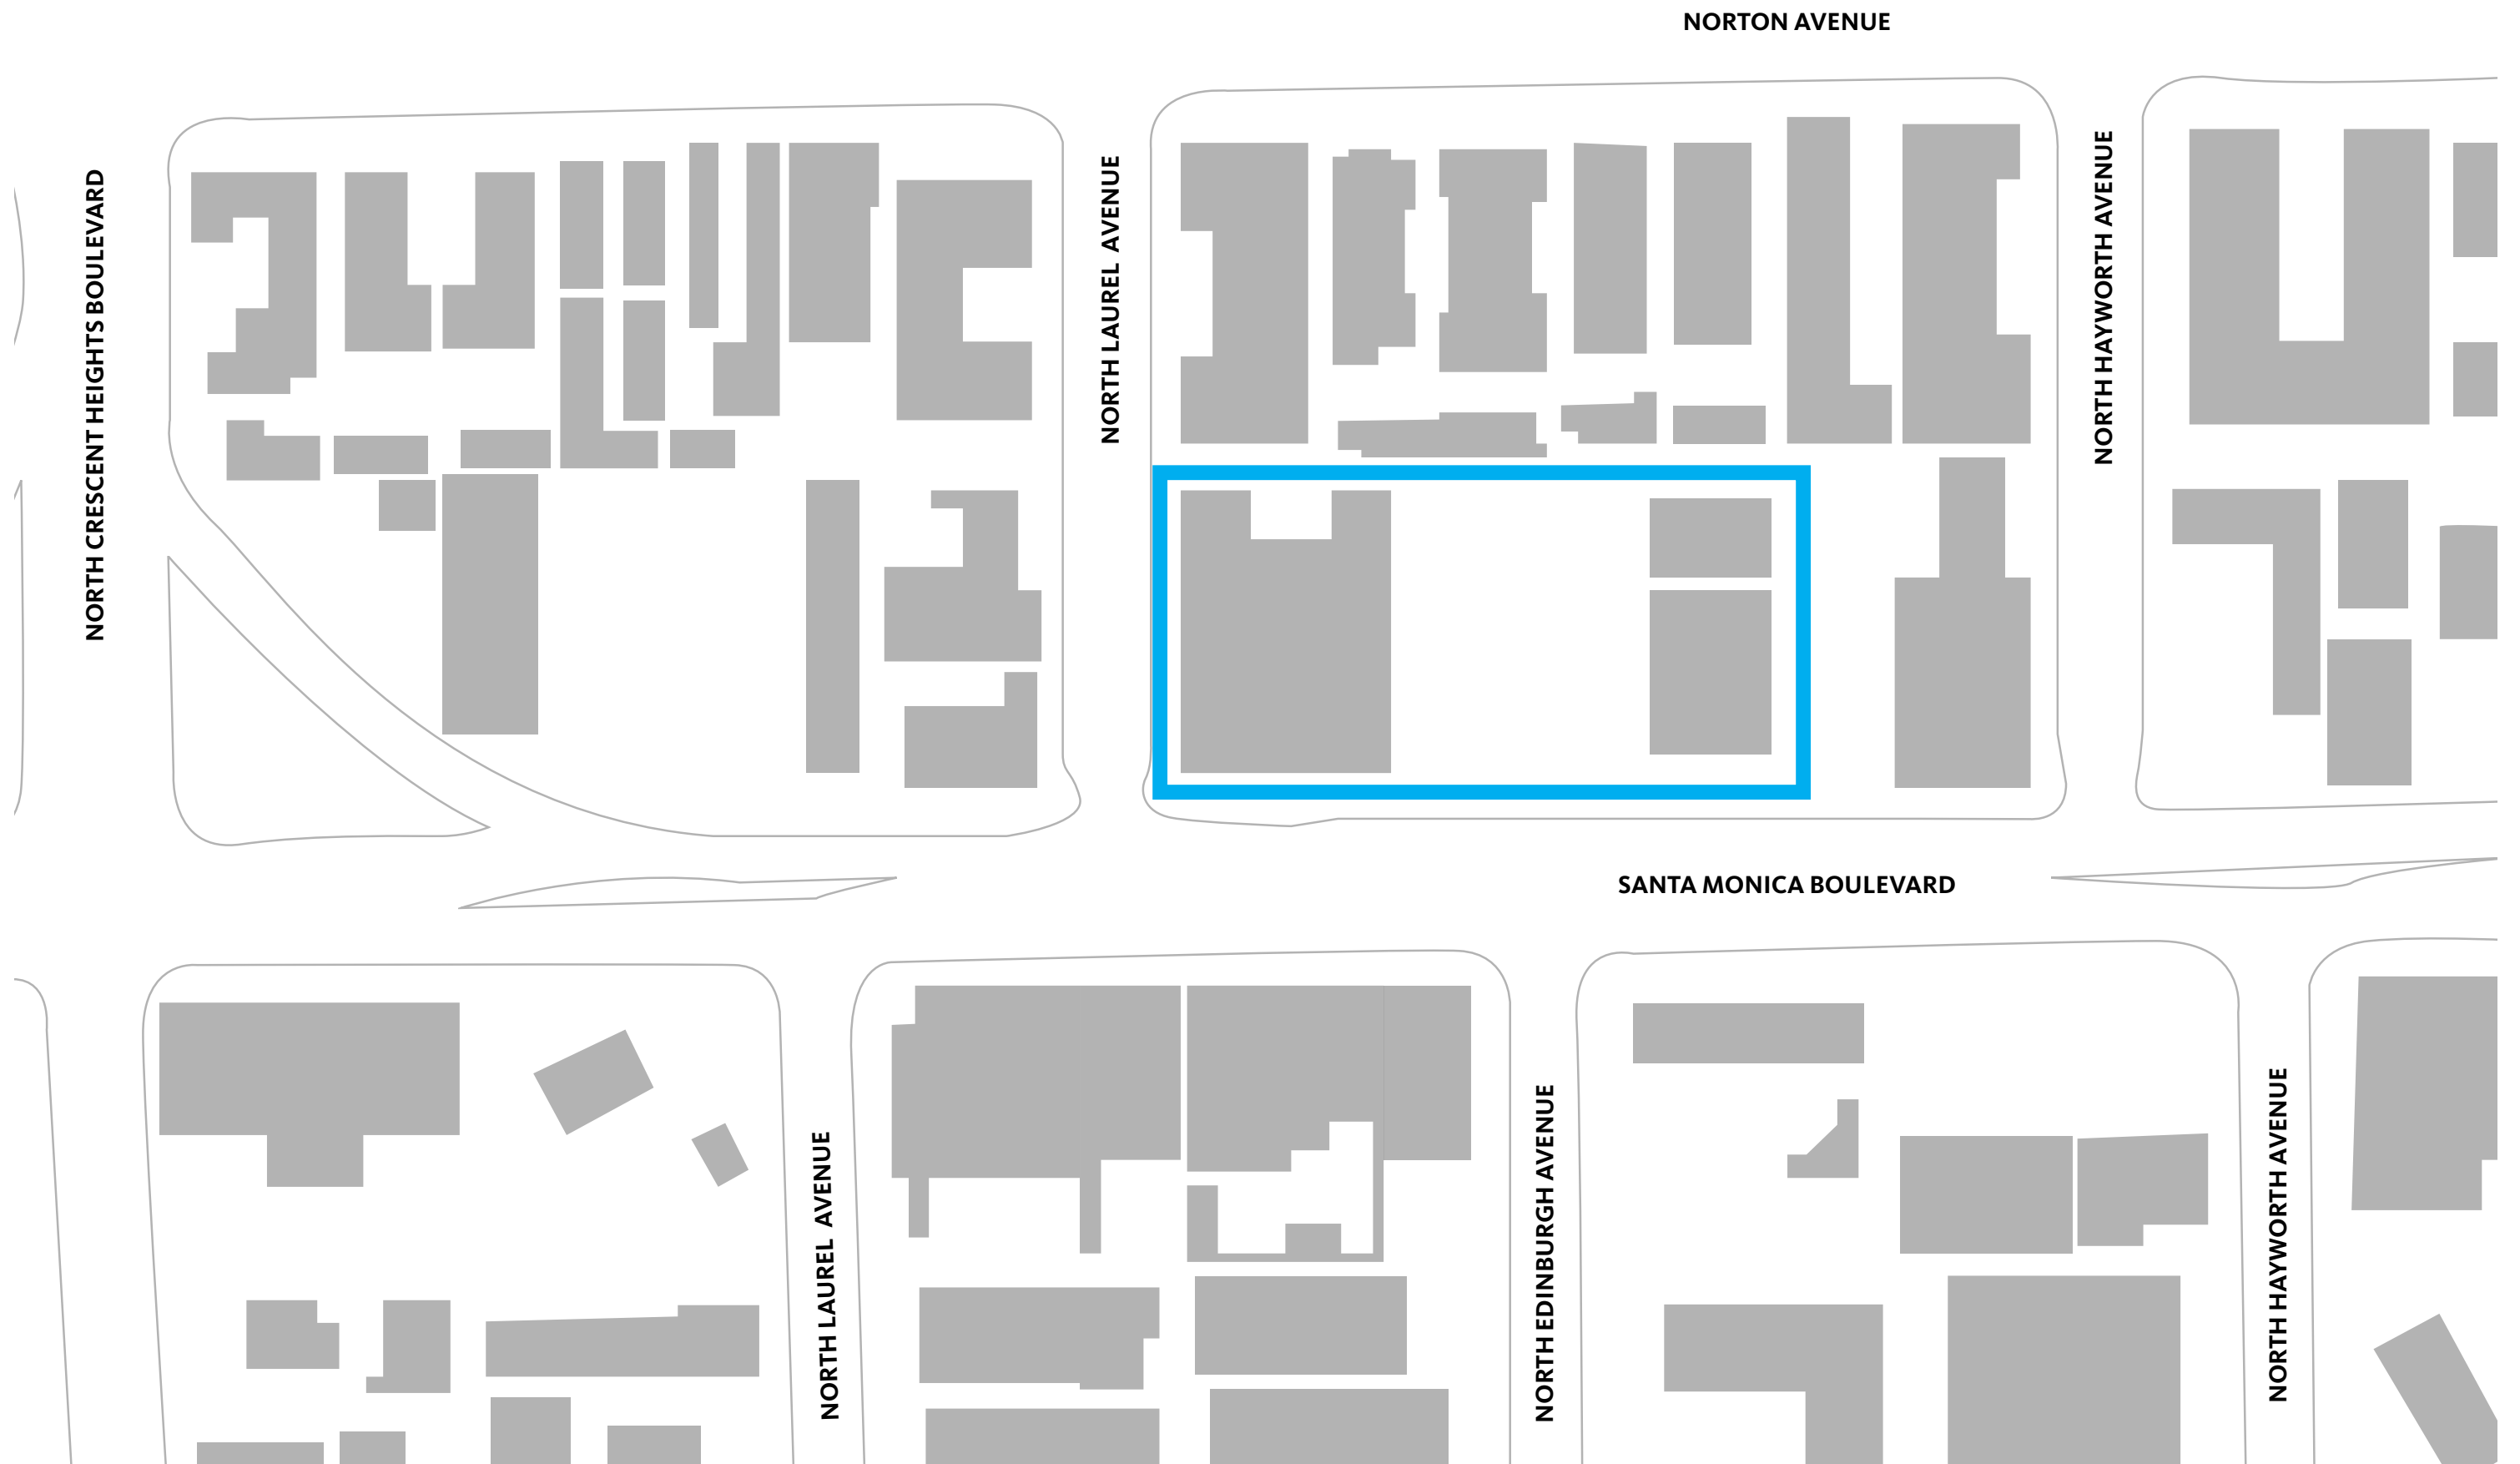 NORTON AVENUE
NORTH CRESCENT HEIGHTS BOULEVARD
NORTH LAUREL AVENUE
NORTH HAYWORTH AVENUE
SANTA MONICA BOULEVARD
NORTH LAUREL AVENUE
NORTH EDINBURGH AVENUE
NORTH HAYWORTH AVENUE